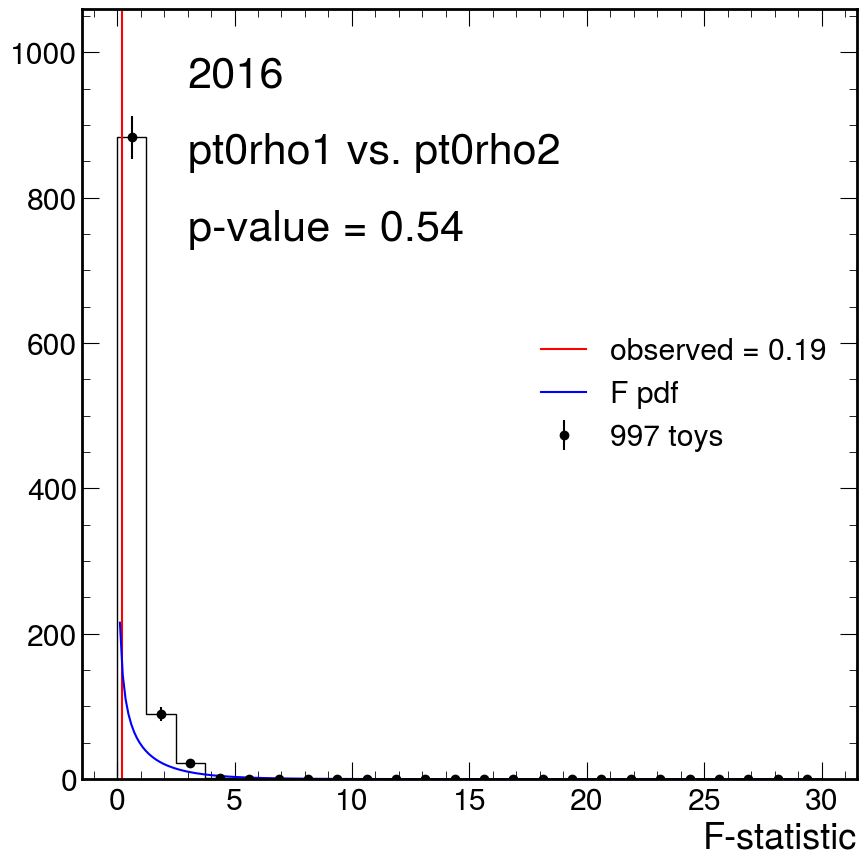 2016
pt0rho1 vs. pt0rho2
p-value = 0.54
observed = 0.19
F pdf
997 toys
1000
800
600
400
200
0
0 5 10 15 20 25 30
F-statistic